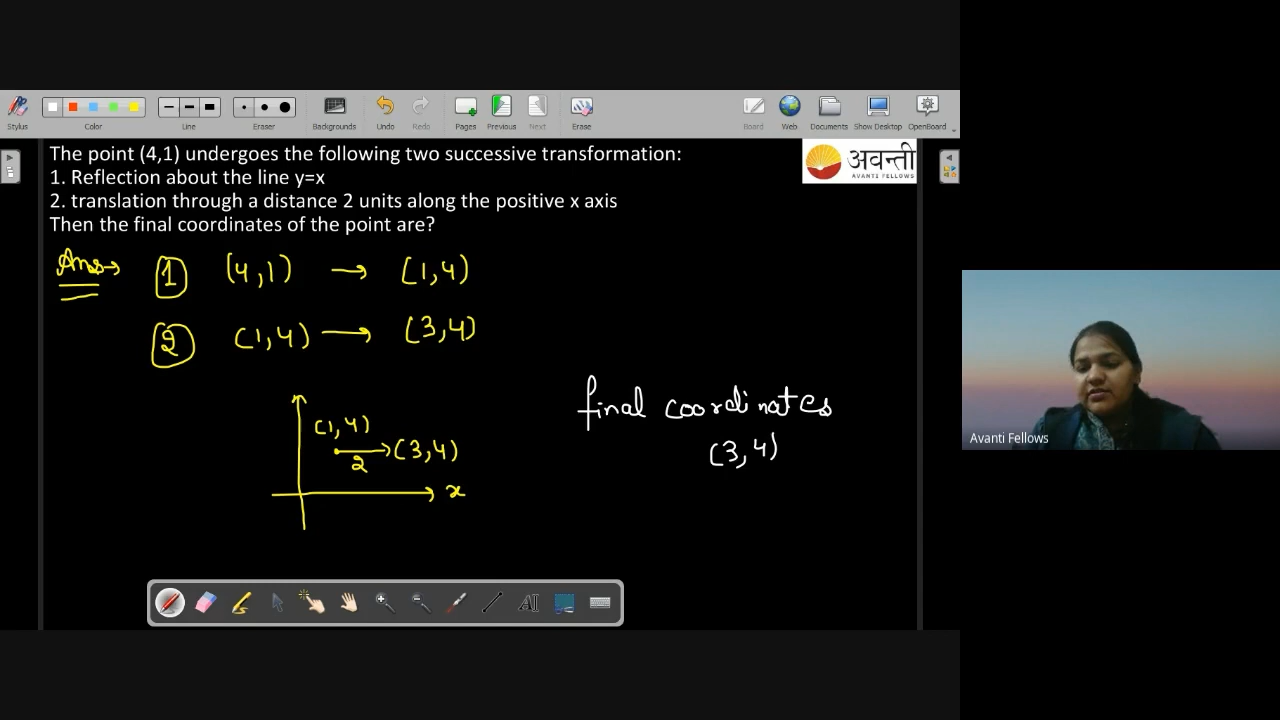 Stylus
Color
Line
Eraser
Backgrounds
Undo
Redo
Pages
Previous
Next
Erase
Board
Web
Documents
Show Desktop
OpenBoard
The point (4,1) undergoes the following two successive transformation:
1. Reflection about the line y=x
2. translation through a distance 2 units along the positive x axis
Then the final coordinates of the point are?
अवन्ती
AVANTI FELLOWS
Ans→ 1 (4,1) → (1,4)
2 (1,4) → (3,4)
(1,4)
(3,4)
2
x
final coordinates
(3,4)
Avanti Fellows
AI